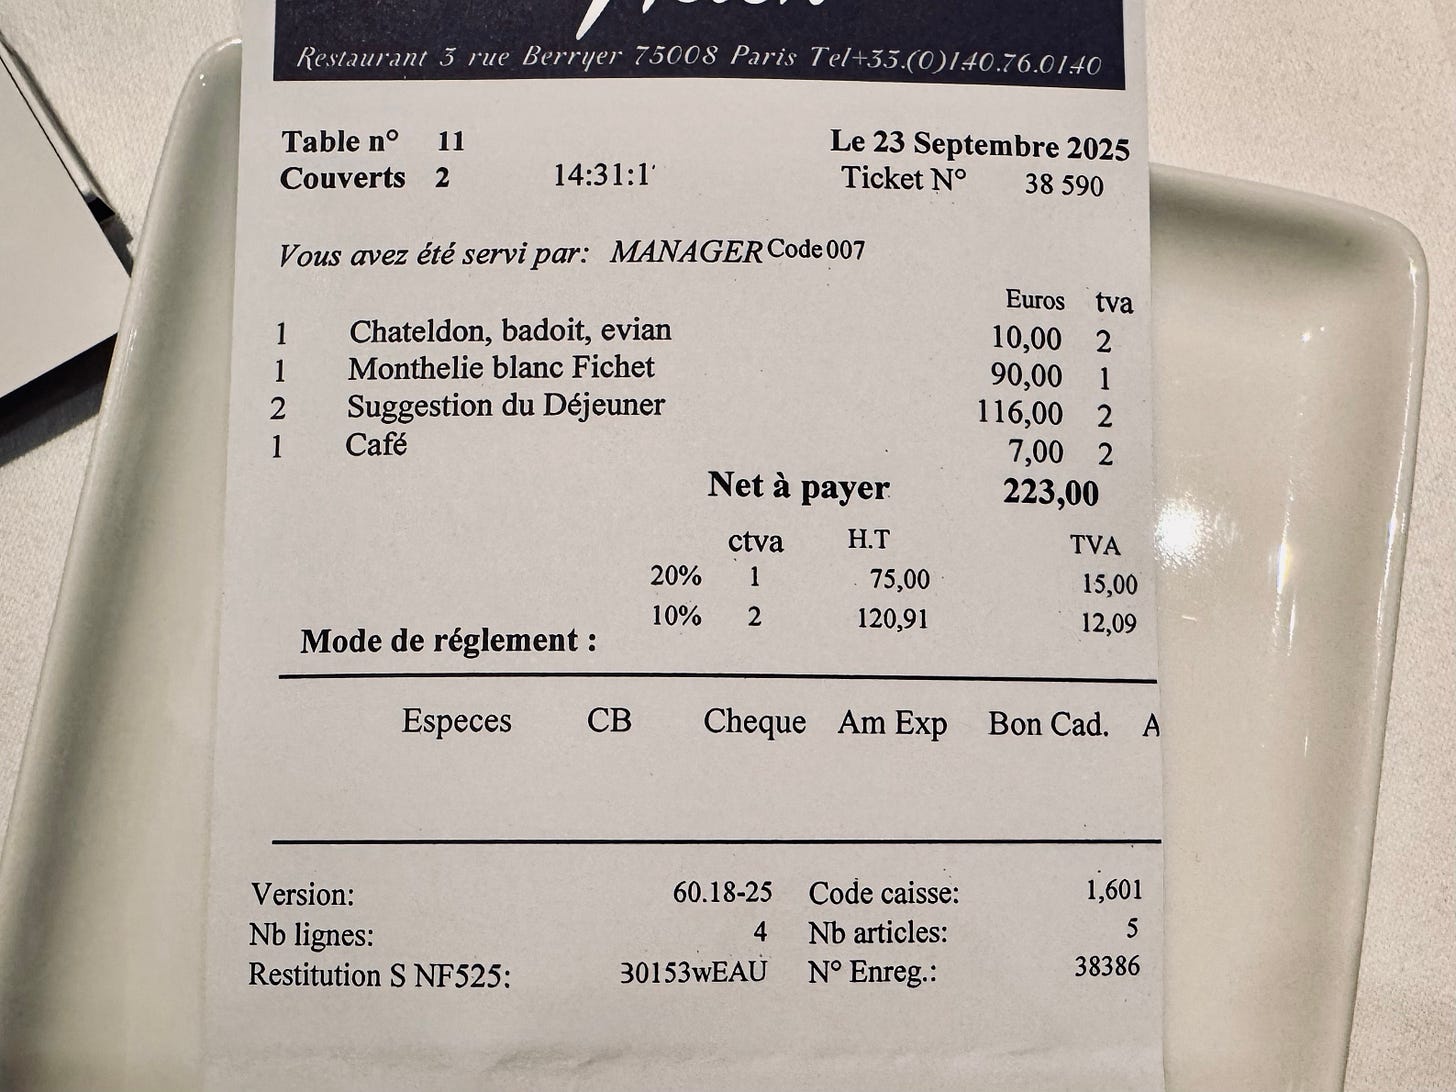 Restaurant 3 rue Berryer 75008 Paris Tel+33.(0)140.76.0140
Table n° 11 Le 23 Septembre 2025
Couverts 2 14:31:1 Ticket N° 38 590
Vous avez été servi par: MANAGER Code 007
Euros tva
1 Chateldon, badoit, evian 10,00 2
1 Monthelie blanc Fichet 90,00 1
2 Suggestion du Déjeuner 116,00 2
1 Café 7,00 2
Net à payer 223,00
ctva H.T TVA
20% 1 75,00 15,00
10% 2 120,91 12,09
Mode de réglement :
Especes CB Cheque Am Exp Bon Cad. A
Version: 60.18-25 Code caisse: 1,601
Nb lignes: 4 Nb articles: 5
Restitution S NF525: 30153wEAU N° Enreg.: 38386